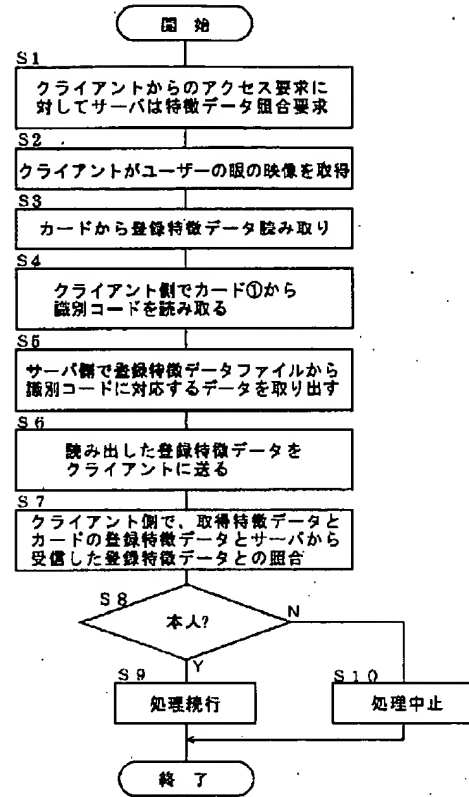 開始
S1
クライアントからのアクセス要求に
対してサーバは特徴データ照合要求
S2
クライアントがユーザーの眼の映像を取得
S3
カードから登録特徴データ読み取り
S4
クライアント側でカード①から
識別コードを読み取る
S5
サーバ側で登録特徴データファイルから
識別コードに対応するデータを取り出す
S6
読み出した登録特徴データを
クライアントに送る
S7
クライアント側で、取得特徴データと
カードの登録特徴データとサーバから
受信した登録特徴データとの照合
S8
本人?
N
Y
S9
処理続行
S10
処理中止
終了